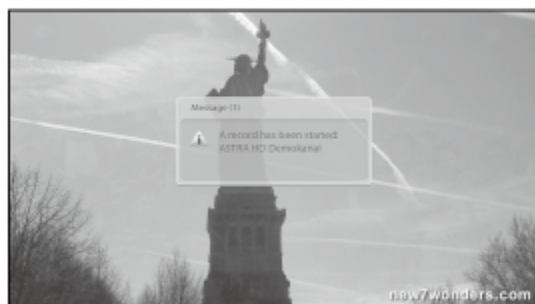 Message (1)
A record has been started:
ASTRA HD Demokanal
new7wonders.com